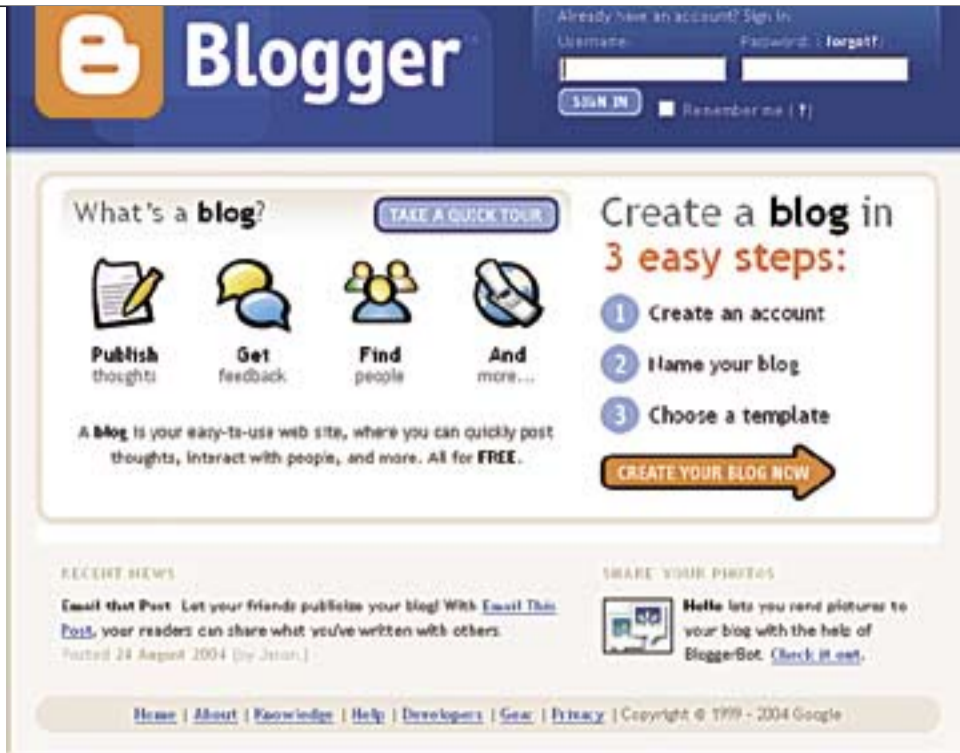 Blogger
Already have an account? Sign in
Username: Password: ( forgot? )
SIGN IN Remember me ( ? )
What's a blog? TAKE A QUICK TOUR
Publish thoughts
Get feedback
Find people
And more...
A blog is your easy-to-use web site, where you can quickly post
thoughts, interact with people, and more. All for FREE.
Create a blog in
3 easy steps:
1 Create an account
2 Name your blog
3 Choose a template
CREATE YOUR BLOG NOW
RECENT NEWS
Email that Post Let your friends publicize your blog! With Email This
Post, your readers can share what you've written with others.
Posted 24 August 2004 (by Jason.)
SHARE YOUR PHOTOS
Hello lets you send pictures to
your blog with the help of
BloggerBot. Check it out.
Home | About | Knowledge | Help | Developers | Gear | Privacy | Copyright © 1999 - 2004 Google